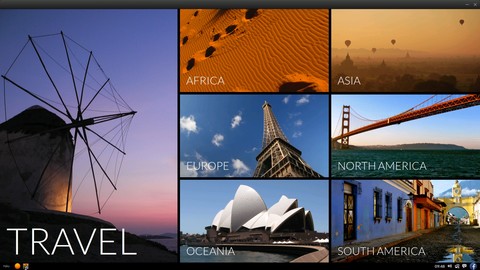 TRAVEL
AFRICA
ASIA
EUROPE
NORTH AMERICA
OCEANIA
SOUTH AMERICA